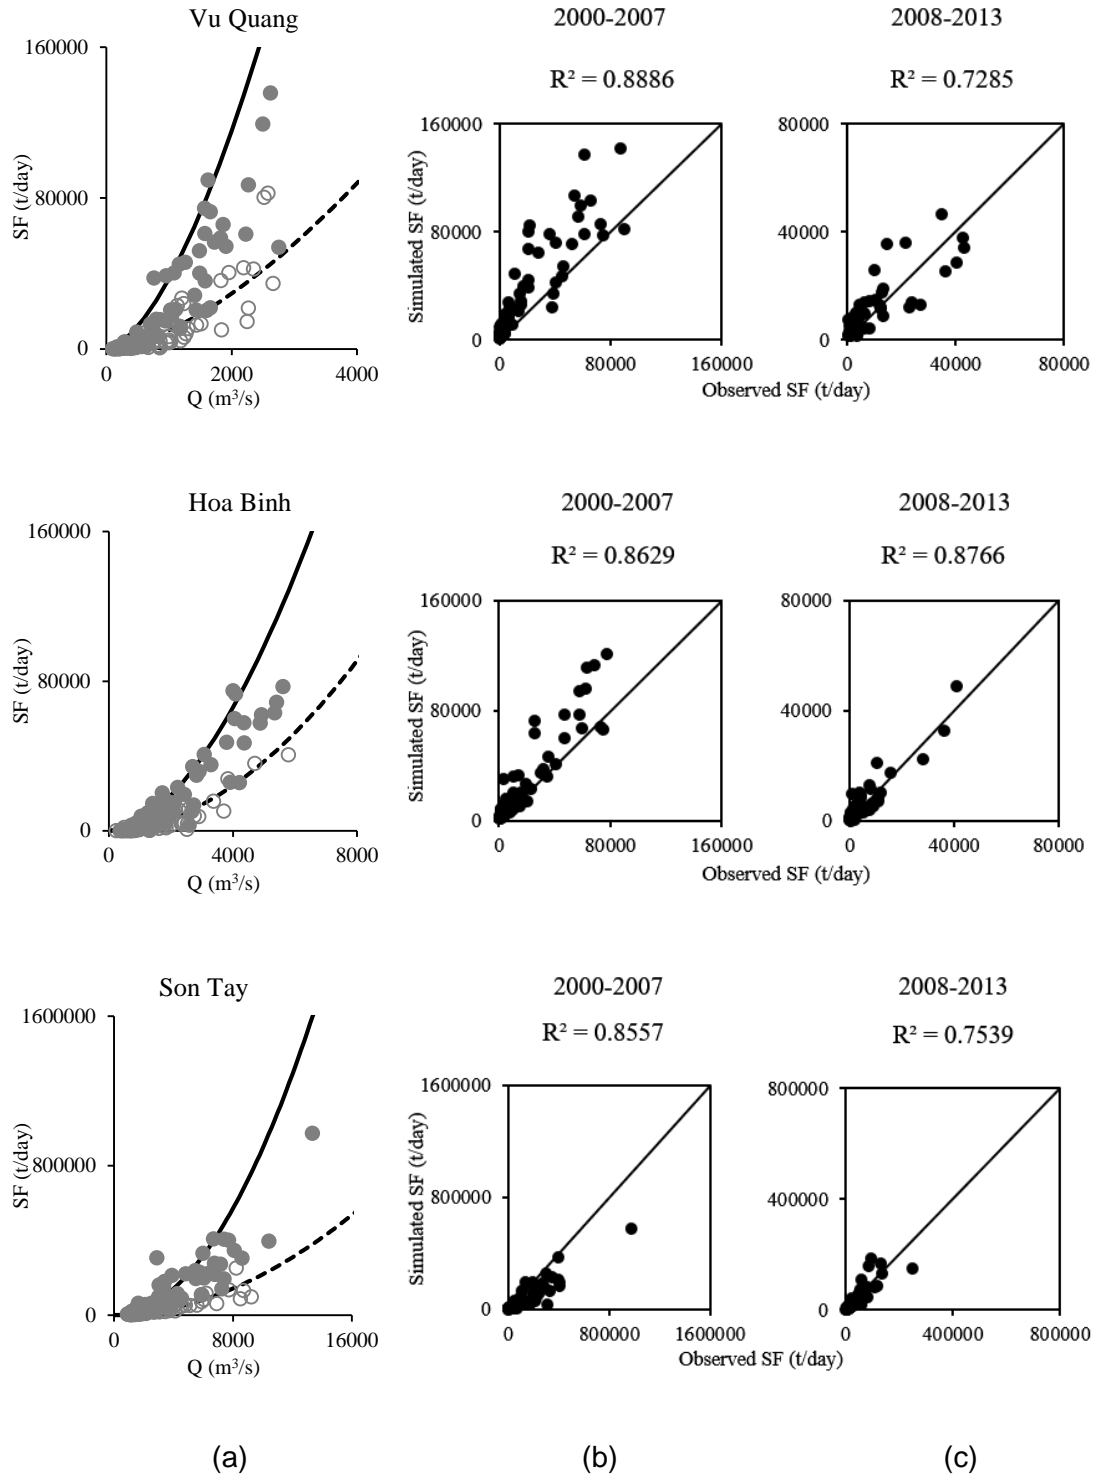 Vu Quang
2000-2007
2008-2013
R² = 0.8886
R² = 0.7285
160000
80000
0
SF (t/day)
0
2000
4000
Q (m³/s)
160000
80000
0
Simulated SF (t/day)
0
80000
160000
80000
40000
0
0
40000
80000
Observed SF (t/day)
Hoa Binh
2000-2007
2008-2013
R² = 0.8629
R² = 0.8766
160000
80000
0
SF (t/day)
0
4000
8000
Q (m³/s)
160000
80000
0
Simulated SF (t/day)
0
80000
160000
80000
40000
0
0
40000
80000
Observed SF (t/day)
Son Tay
2000-2007
2008-2013
R² = 0.8557
R² = 0.7539
1600000
800000
0
SF (t/day)
0
8000
16000
Q (m³/s)
1600000
800000
0
Simulated SF (t/day)
0
800000
1600000
800000
400000
0
0
400000
800000
Observed SF (t/day)
(a)
(b)
(c)